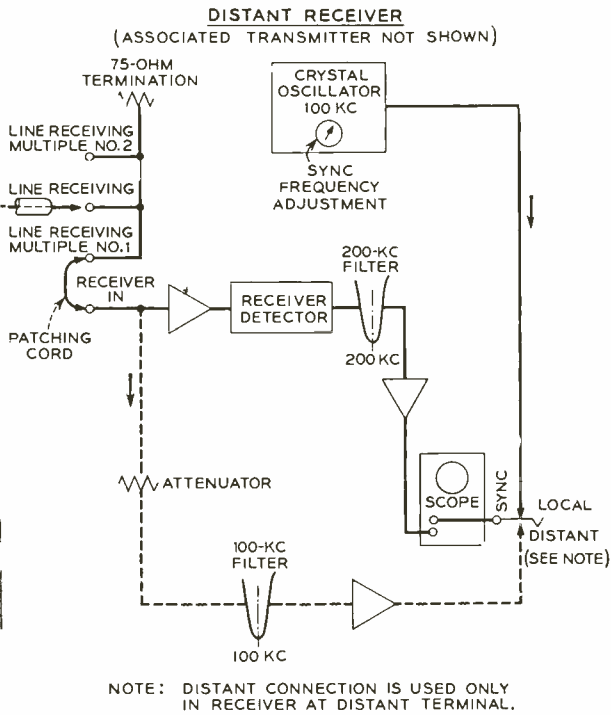 DISTANT RECEIVER
(ASSOCIATED TRANSMITTER NOT SHOWN)
75-OHM
TERMINATION
CRYSTAL
OSCILLATOR
100 KC
SYNC
FREQUENCY
ADJUSTMENT
LINE RECEIVING
MULTIPLE NO.2
LINE RECEIVING
LINE RECEIVING
MULTIPLE NO.1
RECEIVER
IN
PATCHING
CORD
RECEIVER
DETECTOR
200-KC
FILTER
200 KC
ATTENUATOR
SCOPE
SYNC
LOCAL
DISTANT
(SEE NOTE)
100-KC
FILTER
100 KC
NOTE: DISTANT CONNECTION IS USED ONLY
IN RECEIVER AT DISTANT TERMINAL.